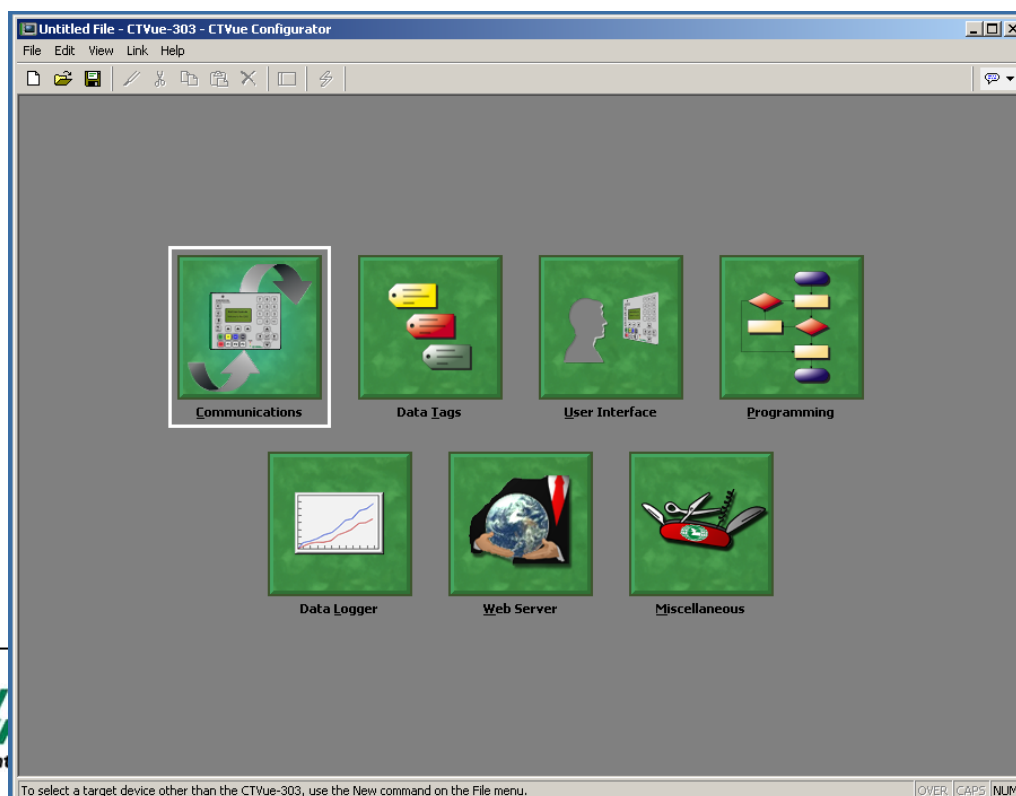 Untitled File - CTVue-303 - CTVue Configurator
File Edit View Link Help
Communications Data Tags User Interface Programming
Data Logger Web Server Miscellaneous
To select a target device other than the CTVue-303, use the New command on the File menu. OVER CAPS NUM